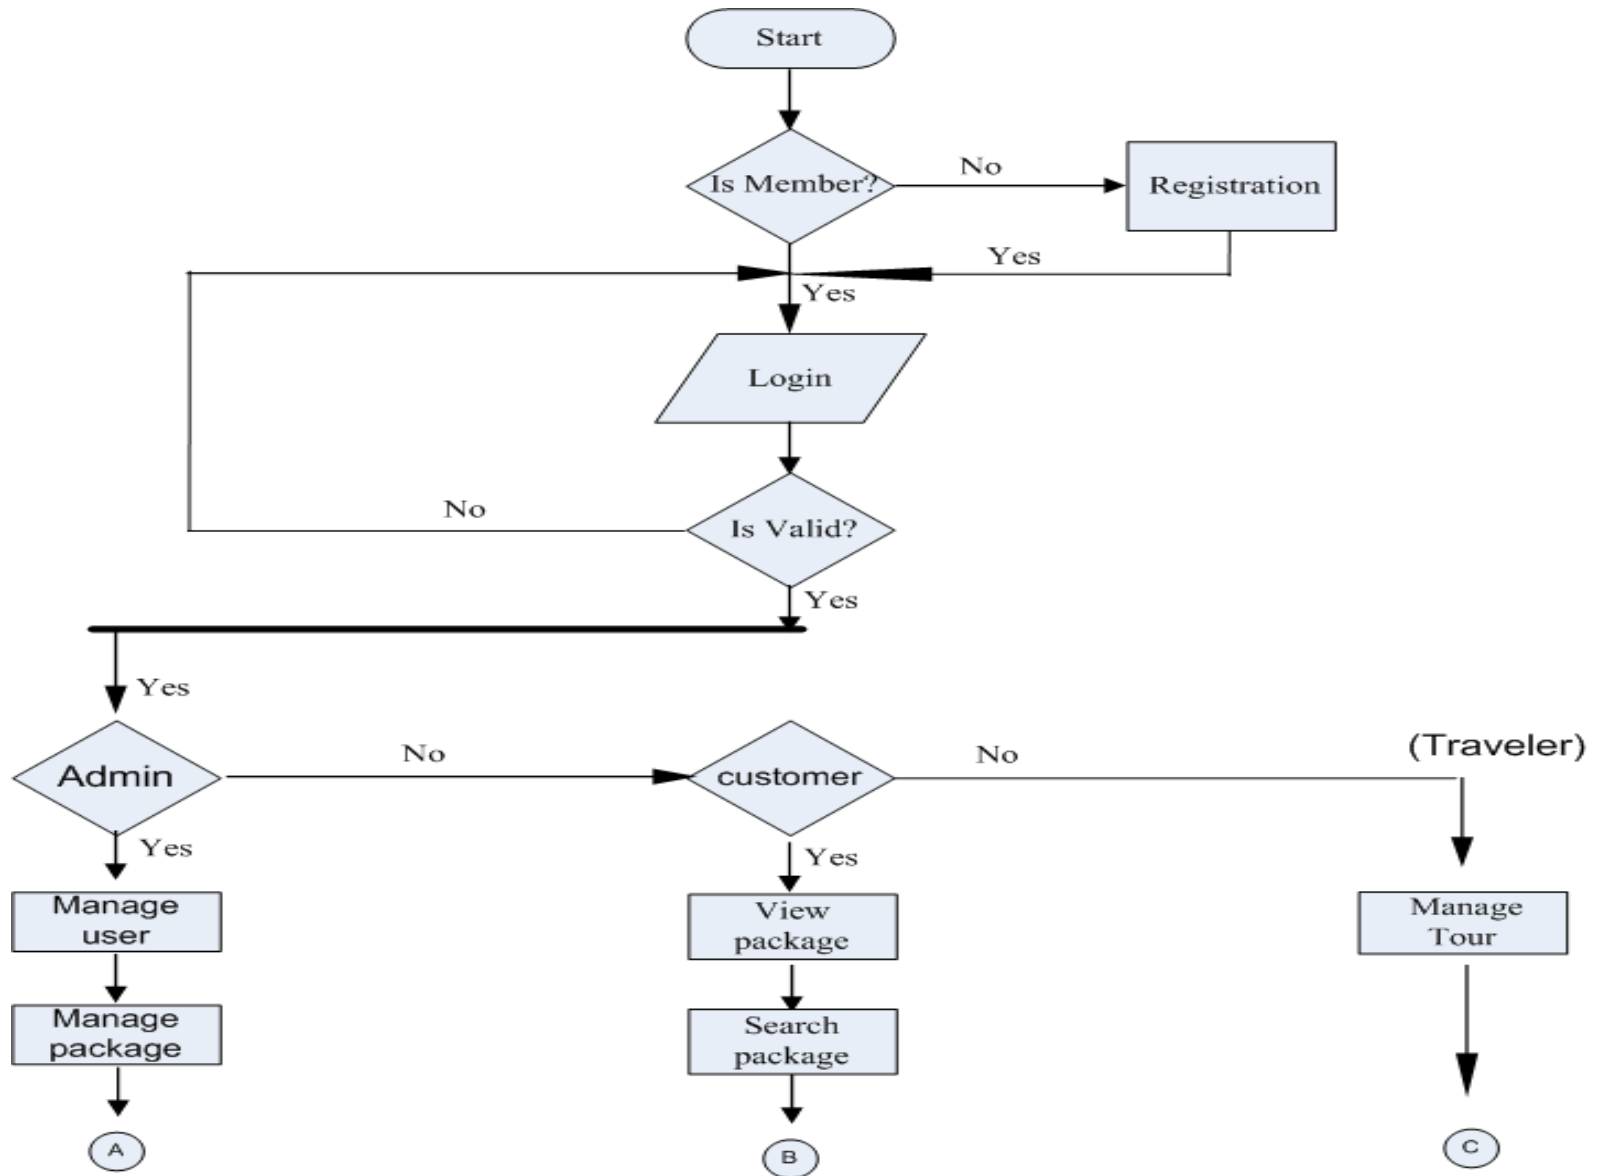 Start
Is Member?
No
Registration
Yes
Yes
Login
No
Is Valid?
Yes
Yes
Admin
No
customer
No
(Traveler)
Yes
Yes
Manage
user
View
package
Manage
Tour
Manage
package
Search
package
A
B
C